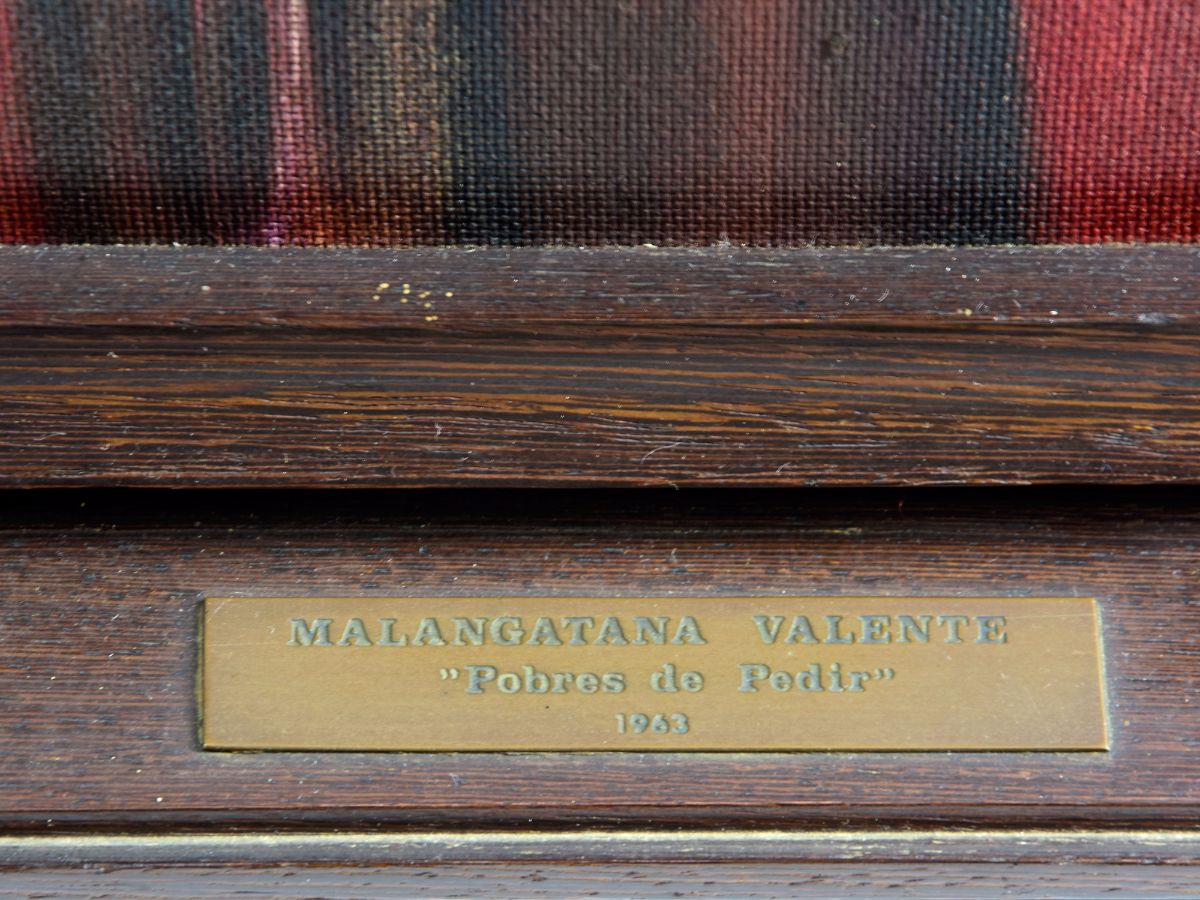 MALANGATANA VALENTE
"Pobres de Pedir"
1963